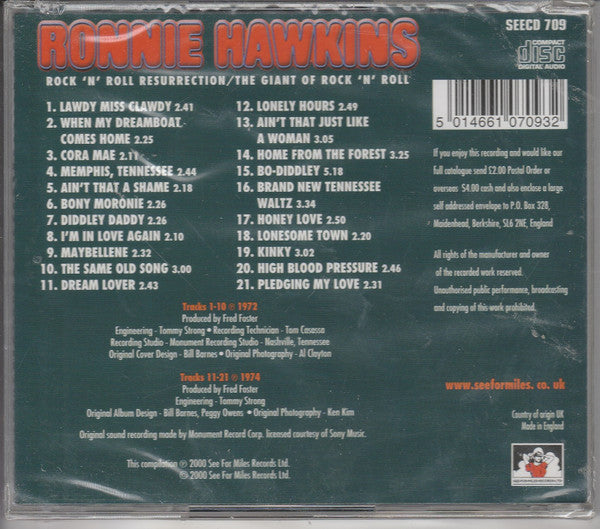 RONNIE HAWKINS
SEECD 709
COMPACT
disc
DIGITAL AUDIO
ROCK 'N' ROLL RESURRECTION/THE GIANT OF ROCK 'N' ROLL
1. LAWDY MISS CLAWDY 2.41
2. WHEN MY DREAMBOAT
COMES HOME 2.25
3. CORA MAE 2.11
4. MEMPHIS, TENNESSEE 2.44
5. AIN'T THAT A SHAME 2.18
6. BONY MORONIE 2.26
7. DIDDLEY DADDY 2.26
8. I'M IN LOVE AGAIN 2.10
9. MAYBELLENE 2.32
10. THE SAME OLD SONG 3.00
11. DREAM LOVER 2.43
12. LONELY HOURS 2.49
13. AIN'T THAT JUST LIKE
A WOMAN 3.05
14. HOME FROM THE FOREST 3.25
15. BO-DIDDLEY 5.18
16. BRAND NEW TENNESSEE
WALTZ 3.34
17. HONEY LOVE 2.50
18. LONESOME TOWN 2.20
19. KINKY 3.02
20. HIGH BLOOD PRESSURE 2.46
21. PLEDGING MY LOVE 2.31
5 014661 070932
If you enjoy this recording and would like our
full catalogue send £2.00 Postal Order or
overseas $4.00 cash and also enclose a large
self addressed envelope to P.O. Box 328,
Maidenhead, Berkshire, SL6 2NE, England
All rights of the manufacturer and owner
of the recorded work reserved.
Unauthorised public performance, broadcasting
and copying of this work prohibited.
Tracks 1-10 ℗ 1972
Produced by Fred Foster
Engineering - Tommy Strong • Recording Technician - Tam Casassa
Recording Studio - Monument Recording Studio - Nashville, Tennessee
Original Cover Design - Bill Barnes • Original Photography - Al Clayton
Tracks 11-21 ℗ 1974
Produced by Fred Foster
Engineering - Tommy Strong
Original Album Design - Bill Barnes, Peggy Owens • Original Photography - Ken Kim
Original sound recording made by Monument Record Corp. licensed courtesy of Sony Music.
www.seeformiles.co.uk
Country of origin UK
Made in England
This compilation ℗ 2000 See For Miles Records Ltd.
© 2000 See For Miles Records Ltd.
SEE FOR MILES RECORDS LTD